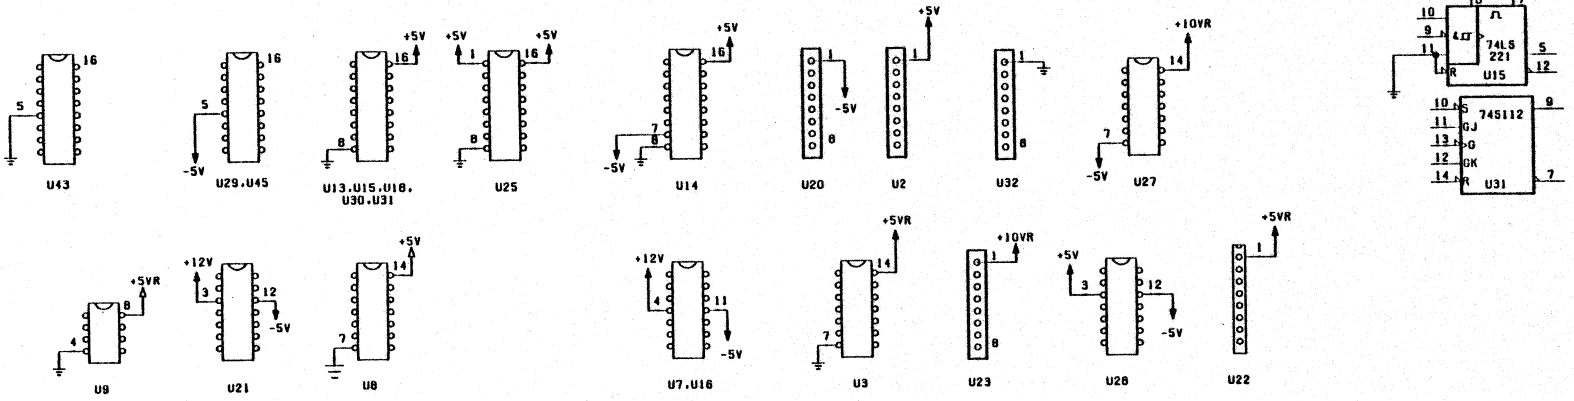 16
5
U43
16
5
-5V
U29,U45
+5V
16
8
U13,U15,U18,
U30,U31
+5V
+5V
1
16
8
U25
+5V
16
7
8
-5V
U14
1
-5V
8
U20
+5V
1
U2
1
8
U32
+10VR
14
7
-5V
U27
10
9
&
11
R
74LS
221
U15
5
12
10
S
74S112
9
11
GJ
13
G
12
GK
14
R
U31
7
+5VR
8
4
U9
+12V
3
12
-5V
U21
+5V
14
7
U8
+12V
4
11
-5V
U7,U16
+5VR
14
7
U3
+10VR
1
8
U23
+5V
3
12
-5V
U28
+5VR
1
U22